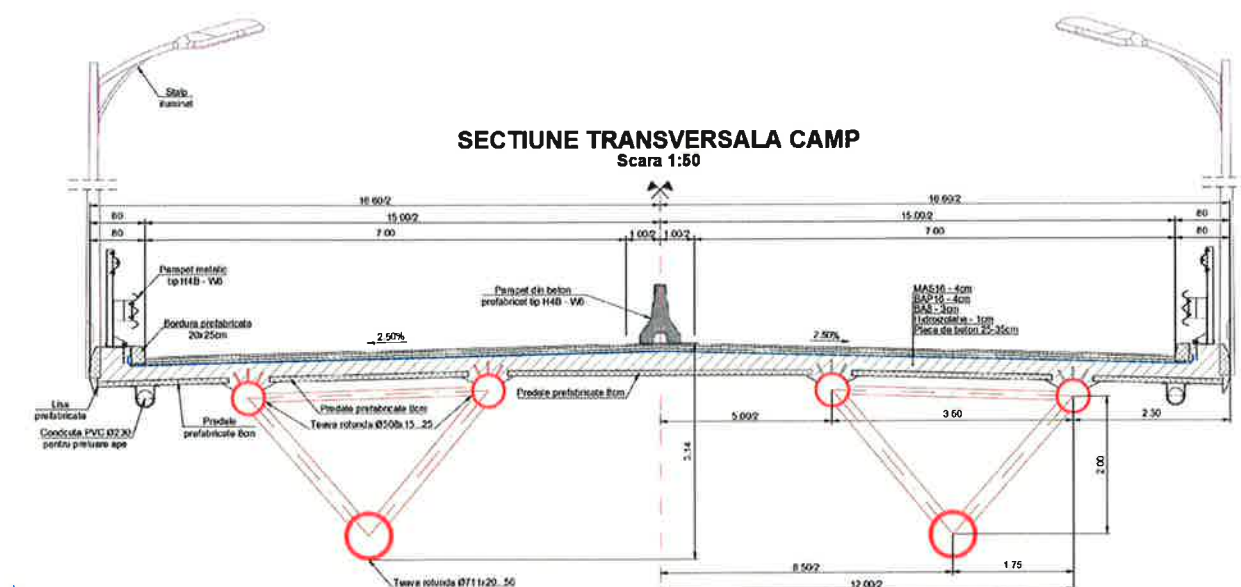 Stalp
iluminat
SECTIUNE TRANSVERSALA CAMP
Scara 1:50
16.60/2
16.60/2
80
15.00/2
15.00/2
80
80
7.00
1.00/2
1.00/2
7.00
80
Parapet metalic
tip H4B - W6
Parapet din beton
prefabricat tip H4B - W6
MAS16 - 4cm
BAP16 - 4cm
BA8 - 3cm
Hidroizolatie - 1cm
Placa de beton 25-35cm
Bordura prefabricata
20x25cm
2.50%
2.50%
Lisa
prefabricata
Predale
prefabricate 8cm
Predale prefabricate 8cm
Predale prefabricate 8cm
Conducta PVC Ø200
pentru preluare ape
Teava rotunda Ø508x15...25
5.00/2
3.50
2.30
3.14
2.00
8.50/2
1.75
12.00/2
Teava rotunda Ø711x20...50